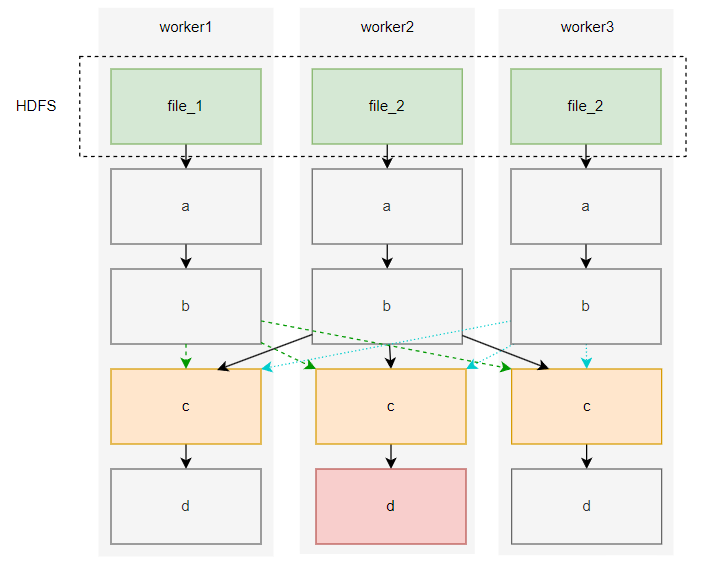 worker1 worker2 worker3
HDFS
file_1 file_2 file_2
a a a
b b b
c c c
d d d